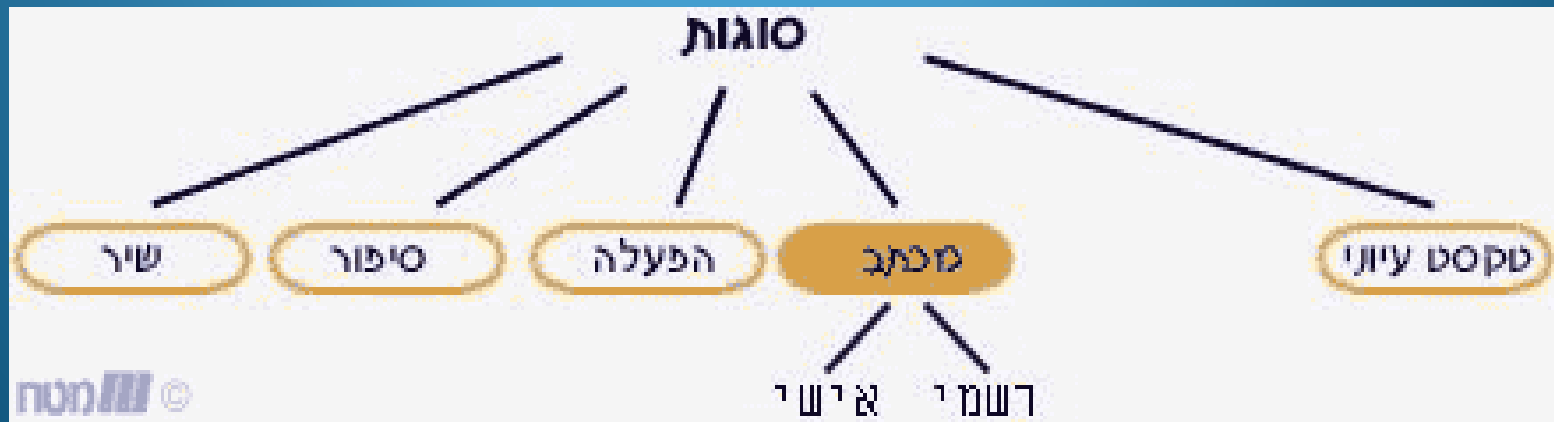 סוגות
טקסט עיוני
מכתב
הפעלה
סיפור
שיר
רשמי
אישי
© מטח